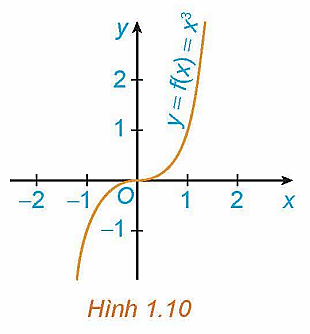 y
y = f(x) = x³
2
1
–2 –1 O 1 2 x
–1
Hình 1.10